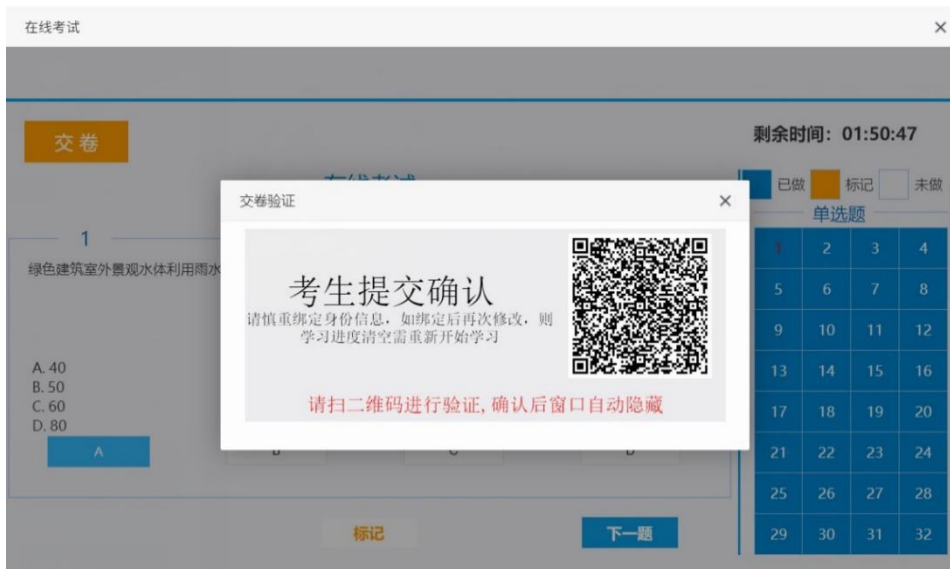 在线考试
交卷
剩余时间：01:50:47
已做 标记 未做
单选题
交卷验证
1
绿色建筑室外景观水体利用雨水
考生提交确认
请慎重绑定身份信息，如绑定后再次修改，则
学习进度清空需重新开始学习
请扫二维码进行验证,确认后窗口自动隐藏
A. 40
B. 50
C. 60
D. 80
A
标记
下一题
1 2 3 4
5 6 7 8
9 10 11 12
13 14 15 16
17 18 19 20
21 22 23 24
25 26 27 28
29 30 31 32